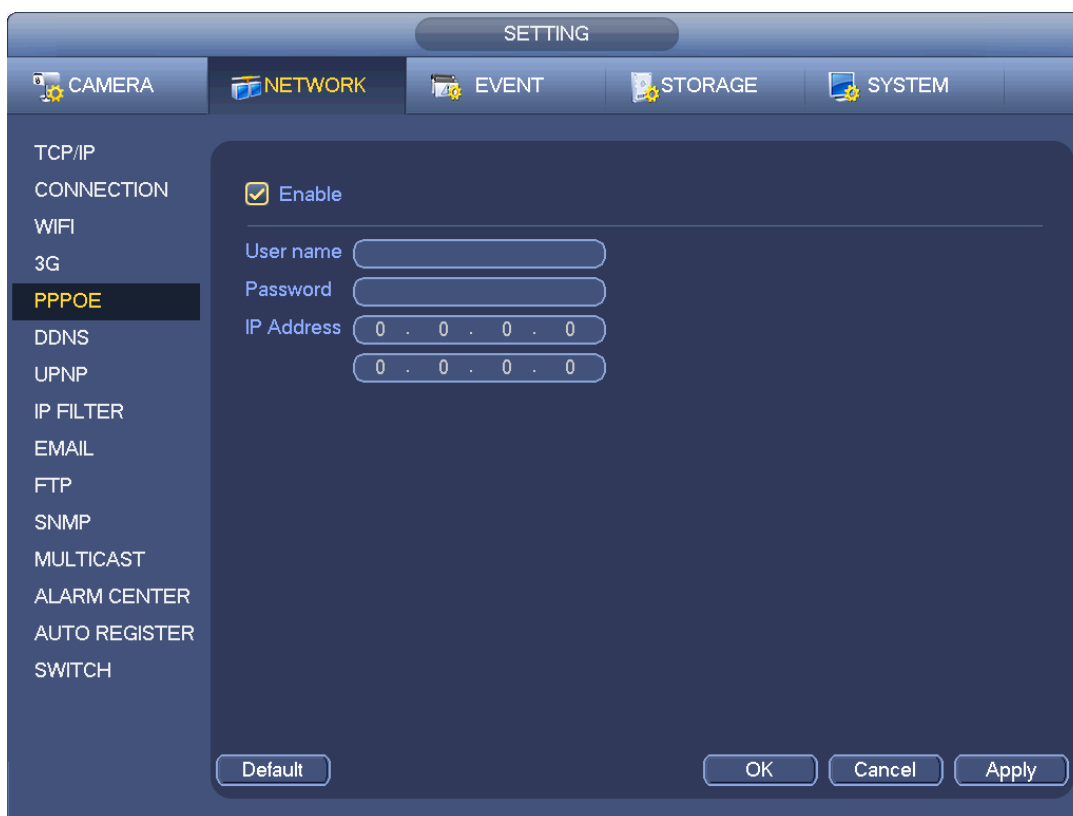 SETTING
CAMERA NETWORK EVENT STORAGE SYSTEM
TCP/IP
CONNECTION
WIFI
3G
PPPOE
DDNS
UPNP
IP FILTER
EMAIL
FTP
SNMP
MULTICAST
ALARM CENTER
AUTO REGISTER
SWITCH
Enable
User name
Password
IP Address 0 . 0 . 0 . 0
0 . 0 . 0 . 0
Default OK Cancel Apply